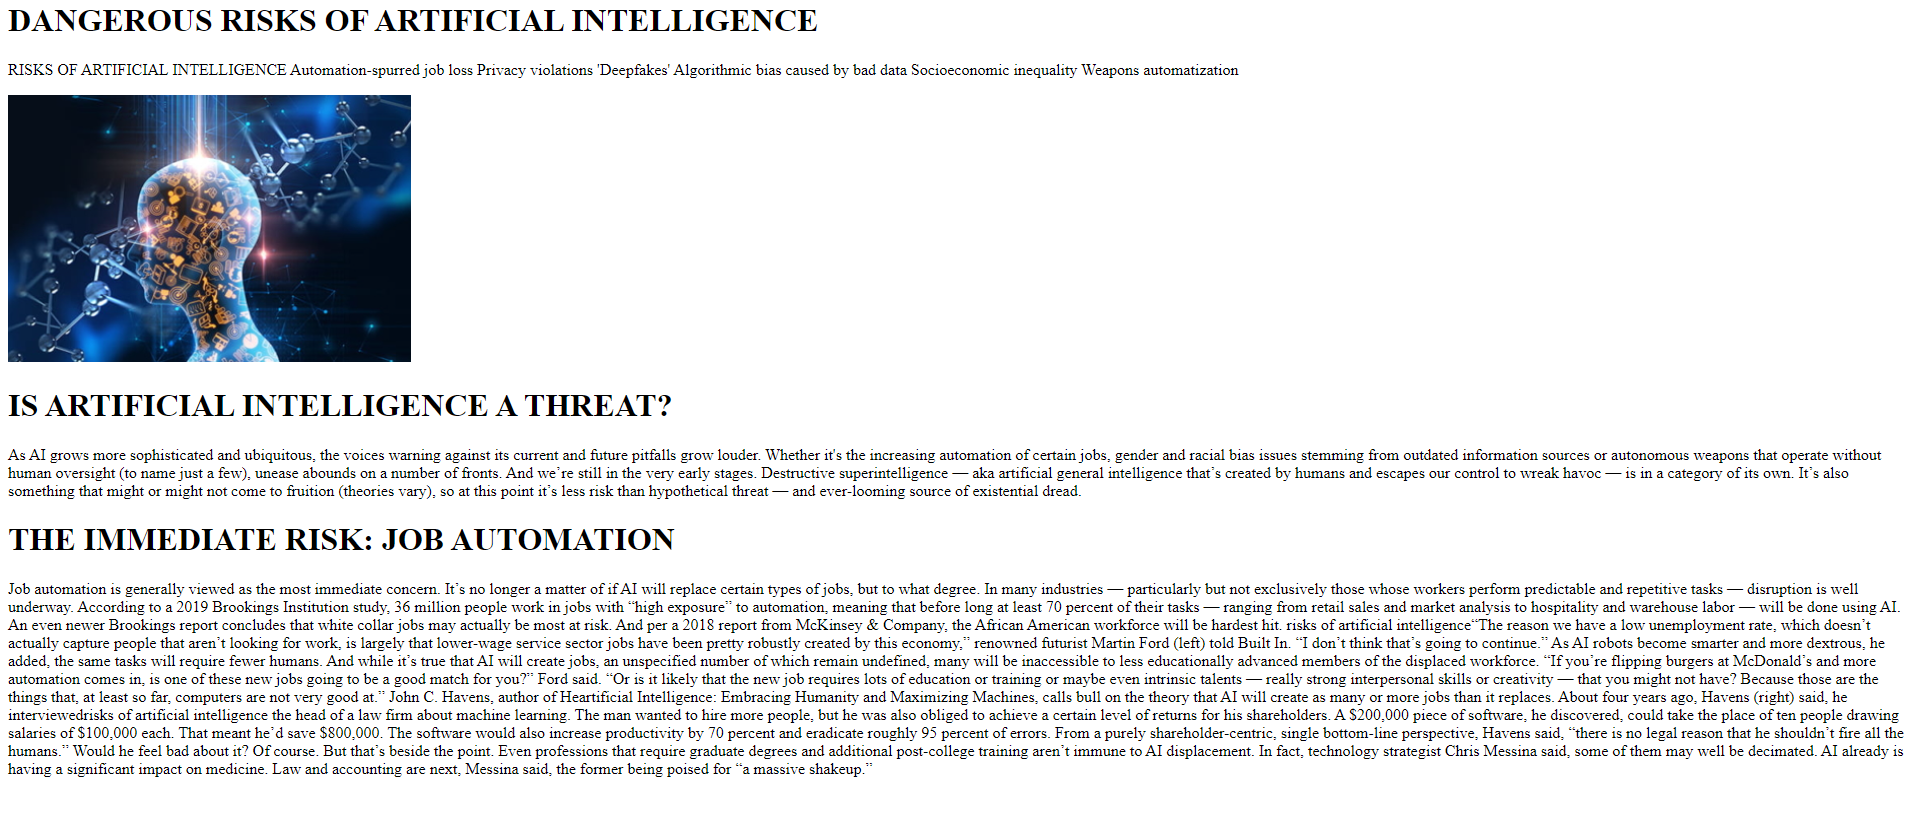 DANGEROUS RISKS OF ARTIFICIAL INTELLIGENCE
RISKS OF ARTIFICIAL INTELLIGENCE Automation-spurred job loss Privacy violations 'Deepfakes' Algorithmic bias caused by bad data Socioeconomic inequality Weapons automatization
IS ARTIFICIAL INTELLIGENCE A THREAT?
As AI grows more sophisticated and ubiquitous, the voices warning against its current and future pitfalls grow louder. Whether it's the increasing automation of certain jobs, gender and racial bias issues stemming from outdated information sources or autonomous weapons that operate without
human oversight (to name just a few), unease abounds on a number of fronts. And we’re still in the very early stages. Destructive superintelligence — aka artificial general intelligence that’s created by humans and escapes our control to wreak havoc — is in a category of its own. It’s also
something that might or might not come to fruition (theories vary), so at this point it’s less risk than hypothetical threat — and ever-looming source of existential dread.
THE IMMEDIATE RISK: JOB AUTOMATION
Job automation is generally viewed as the most immediate concern. It’s no longer a matter of if AI will replace certain types of jobs, but to what degree. In many industries — particularly but not exclusively those whose workers perform predictable and repetitive tasks — disruption is well
underway. According to a 2019 Brookings Institution study, 36 million people work in jobs with “high exposure” to automation, meaning that before long at least 70 percent of their tasks — ranging from retail sales and market analysis to hospitality and warehouse labor — will be done using AI.
An even newer Brookings report concludes that white collar jobs may actually be most at risk. And per a 2018 report from McKinsey & Company, the African American workforce will be hardest hit. risks of artificial intelligence“The reason we have a low unemployment rate, which doesn’t
actually capture people that aren’t looking for work, is largely that lower-wage service sector jobs have been pretty robustly created by this economy,” renowned futurist Martin Ford (left) told Built In. “I don’t think that’s going to continue.” As AI robots become smarter and more dextrous, he
added, the same tasks will require fewer humans. And while it’s true that AI will create jobs, an unspecified number of which remain undefined, many will be inaccessible to less educationally advanced members of the displaced workforce. “If you’re flipping burgers at McDonald’s and more
automation comes in, is one of these new jobs going to be a good match for you?” Ford said. “Or is it likely that the new job requires lots of education or training or maybe even intrinsic talents — really strong interpersonal skills or creativity — that you might not have? Because those are the
things that, at least so far, computers are not very good at.” John C. Havens, author of Heartificial Intelligence: Embracing Humanity and Maximizing Machines, calls bull on the theory that AI will create as many or more jobs than it replaces. About four years ago, Havens (right) said, he
interviewedrisks of artificial intelligence the head of a law firm about machine learning. The man wanted to hire more people, but he was also obliged to achieve a certain level of returns for his shareholders. A $200,000 piece of software, he discovered, could take the place of ten people drawing
salaries of $100,000 each. That meant he’d save $800,000. The software would also increase productivity by 70 percent and eradicate roughly 95 percent of errors. From a purely shareholder-centric, single bottom-line perspective, Havens said, “there is no legal reason that he shouldn’t fire all the
humans.” Would he feel bad about it? Of course. But that’s beside the point. Even professions that require graduate degrees and additional post-college training aren’t immune to AI displacement. In fact, technology strategist Chris Messina said, some of them may well be decimated. AI already is
having a significant impact on medicine. Law and accounting are next, Messina said, the former being poised for “a massive shakeup.”